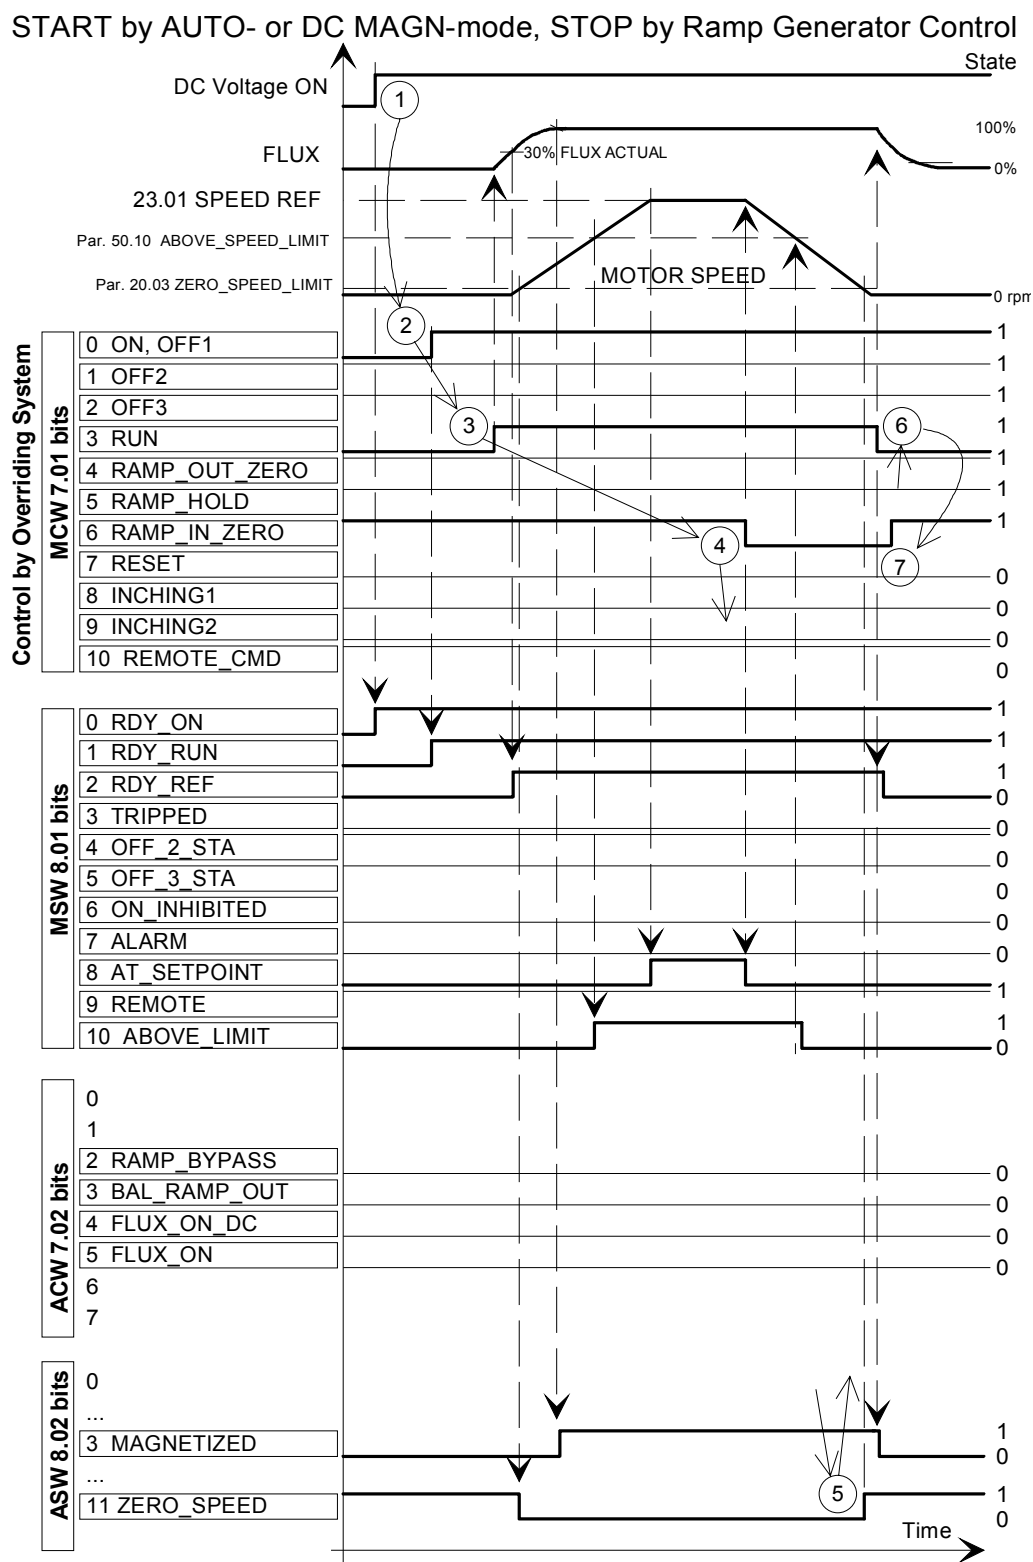 START by AUTO- or DC MAGN-mode, STOP by Ramp Generator Control
State
DC Voltage ON
1
100%
FLUX
30% FLUX ACTUAL
0%
23.01 SPEED REF
Par. 50.10 ABOVE_SPEED_LIMIT
MOTOR SPEED
Par. 20.03 ZERO_SPEED_LIMIT
0 rpm
2
Control by Overriding System
MCW 7.01 bits
0 ON, OFF1
1
1 OFF2
1
2 OFF3
1
3 RUN
3
6
1
4 RAMP_OUT_ZERO
1
5 RAMP_HOLD
1
6 RAMP_IN_ZERO
1
4
7 RESET
7
0
8 INCHING1
0
9 INCHING2
0
10 REMOTE_CMD
0
MSW 8.01 bits
0 RDY_ON
1
1 RDY_RUN
1
2 RDY_REF
1
0
3 TRIPPED
0
4 OFF_2_STA
0
5 OFF_3_STA
0
6 ON_INHIBITED
0
7 ALARM
0
8 AT_SETPOINT
1
9 REMOTE
1
10 ABOVE_LIMIT
0
ACW 7.02 bits
0
1
2 RAMP_BYPASS
0
3 BAL_RAMP_OUT
0
4 FLUX_ON_DC
0
5 FLUX_ON
0
6
7
ASW 8.02 bits
0
...
3 MAGNETIZED
1
0
...
5
11 ZERO_SPEED
1
0
Time